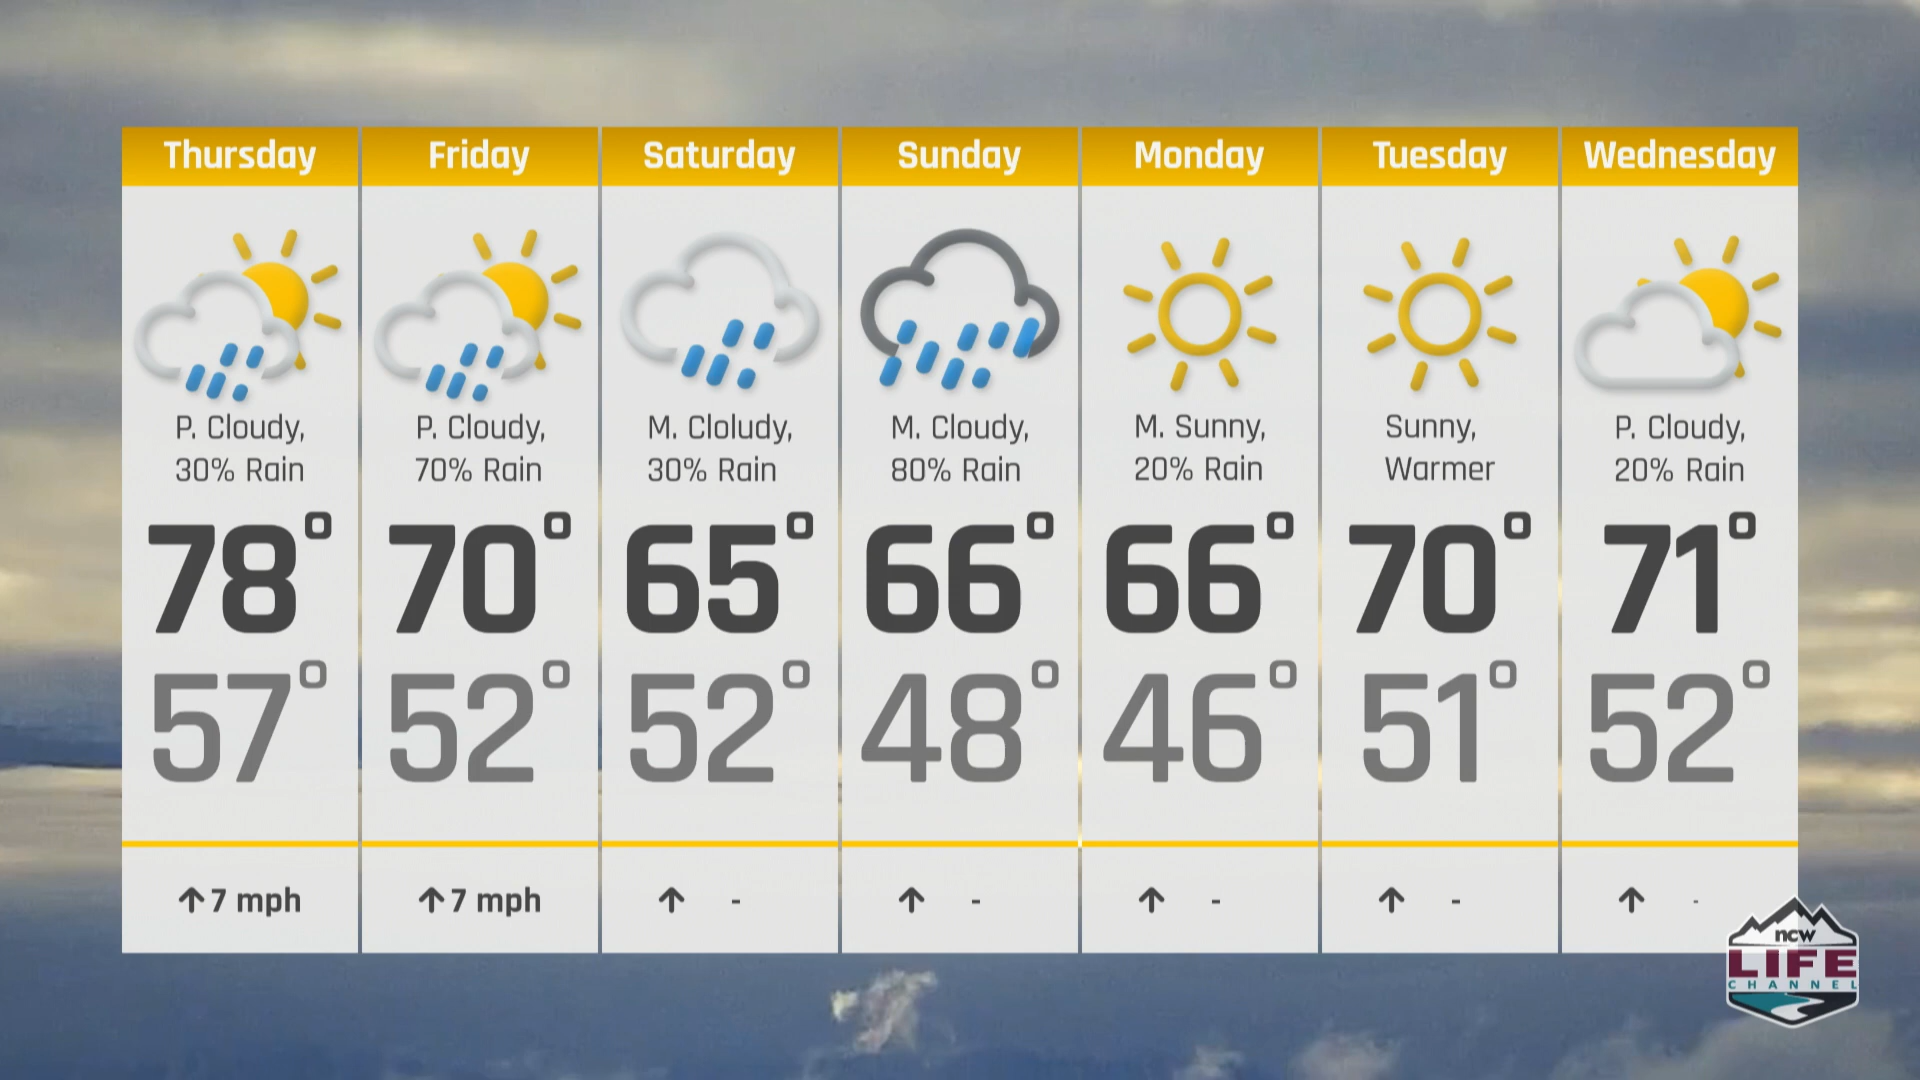 Thursday
Friday
Saturday
Sunday
Monday
Tuesday
Wednesday
P. Cloudy,
30% Rain
P. Cloudy,
70% Rain
M. Cloludy,
30% Rain
M. Cloudy,
80% Rain
M. Sunny,
20% Rain
Sunny,
Warmer
P. Cloudy,
20% Rain
78°
70°
65°
66°
66°
70°
71°
57°
52°
52°
48°
46°
51°
52°
↑ 7 mph
↑ 7 mph
↑ -
↑ -
↑ -
↑ -
↑ -
ncw
LIFE
CHANNEL